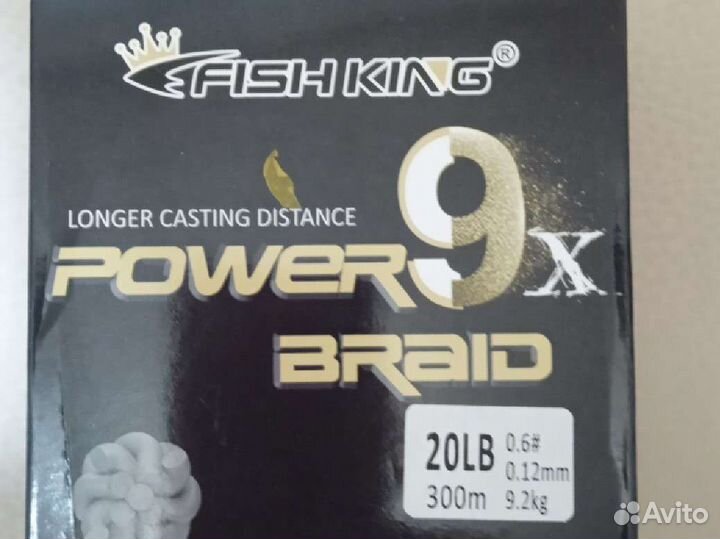 FISH KING®
LONGER CASTING DISTANCE
POWER 9X
BRAID
20LB 0.6#
0.12mm
300m 9.2kg
Avito